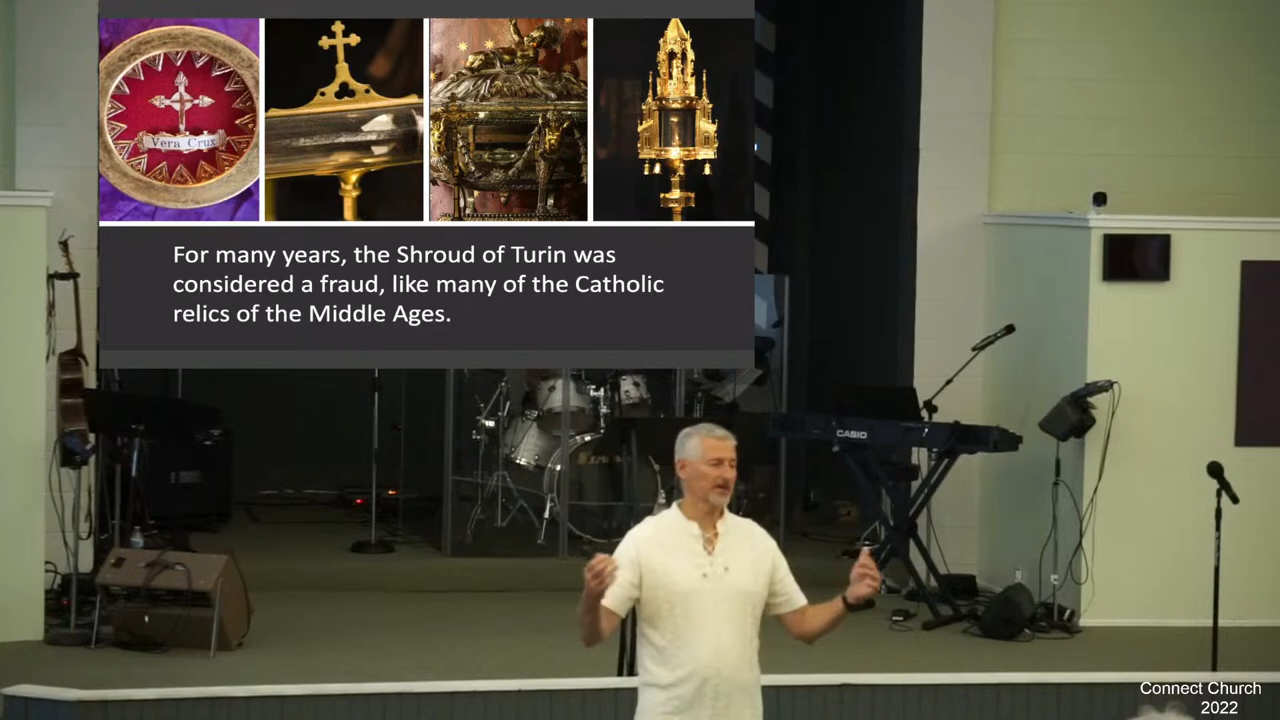 Vera Crux
For many years, the Shroud of Turin was
considered a fraud, like many of the Catholic
relics of the Middle Ages.
CASIO
Connect Church
2022